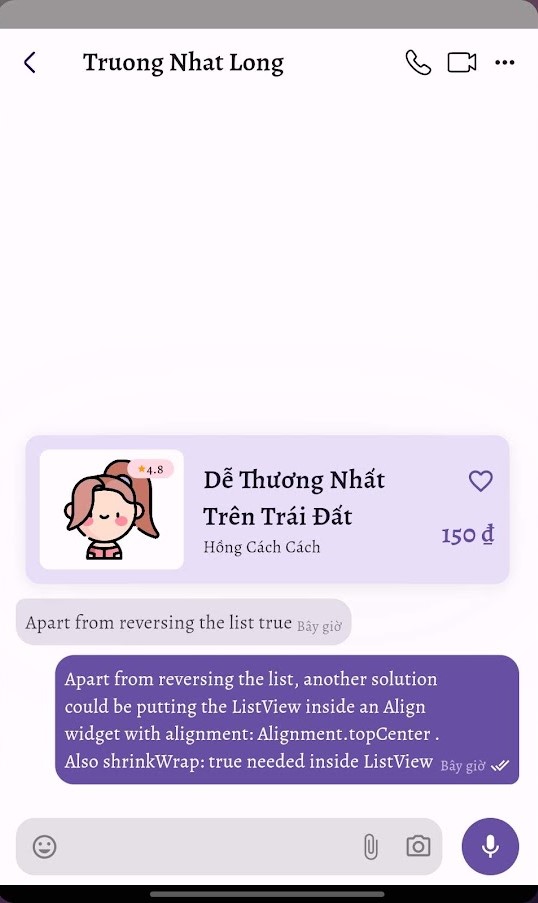 Truong Nhat Long
4.8
Dễ Thương Nhất
Trên Trái Đất
Hồng Cách Cách
150 ₫
Apart from reversing the list true Bây giờ
Apart from reversing the list, another solution
could be putting the ListView inside an Align
widget with alignment: Alignment.topCenter .
Also shrinkWrap: true needed inside ListView Bây giờ